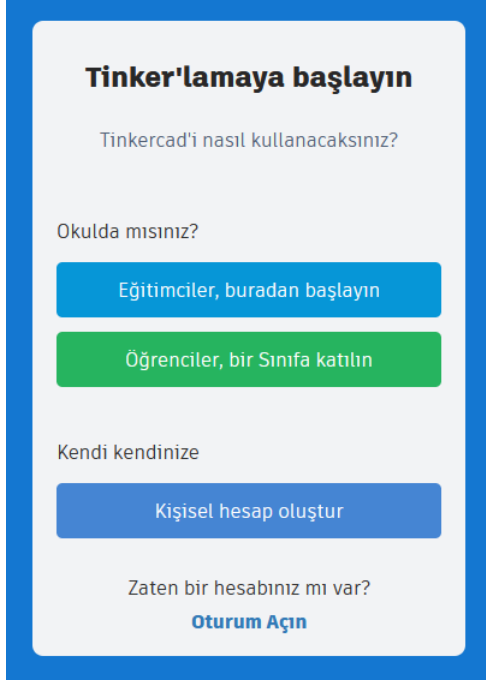 Tinker'lamaya başlayın
Tinkercad'i nasıl kullanacaksınız?
Okulda mısınız?
Eğitimciler, buradan başlayın
Öğrenciler, bir Sınıfa katılın
Kendi kendinize
Kişisel hesap oluştur
Zaten bir hesabınız mı var?
Oturum Açın